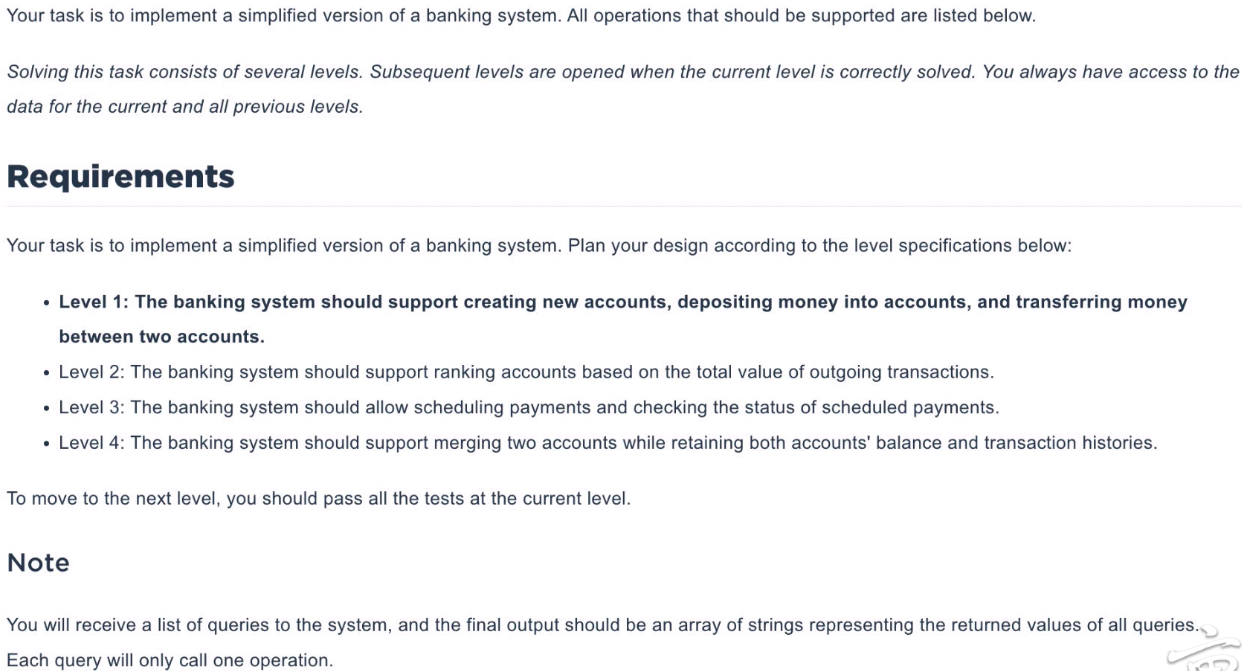 Your task is to implement a simplified version of a banking system. All operations that should be supported are listed below.
Solving this task consists of several levels. Subsequent levels are opened when the current level is correctly solved. You always have access to the
data for the current and all previous levels.
Requirements
Your task is to implement a simplified version of a banking system. Plan your design according to the level specifications below:
• Level 1: The banking system should support creating new accounts, depositing money into accounts, and transferring money
between two accounts.
• Level 2: The banking system should support ranking accounts based on the total value of outgoing transactions.
• Level 3: The banking system should allow scheduling payments and checking the status of scheduled payments.
• Level 4: The banking system should support merging two accounts while retaining both accounts' balance and transaction histories.
To move to the next level, you should pass all the tests at the current level.
Note
You will receive a list of queries to the system, and the final output should be an array of strings representing the returned values of all queries.
Each query will only call one operation.